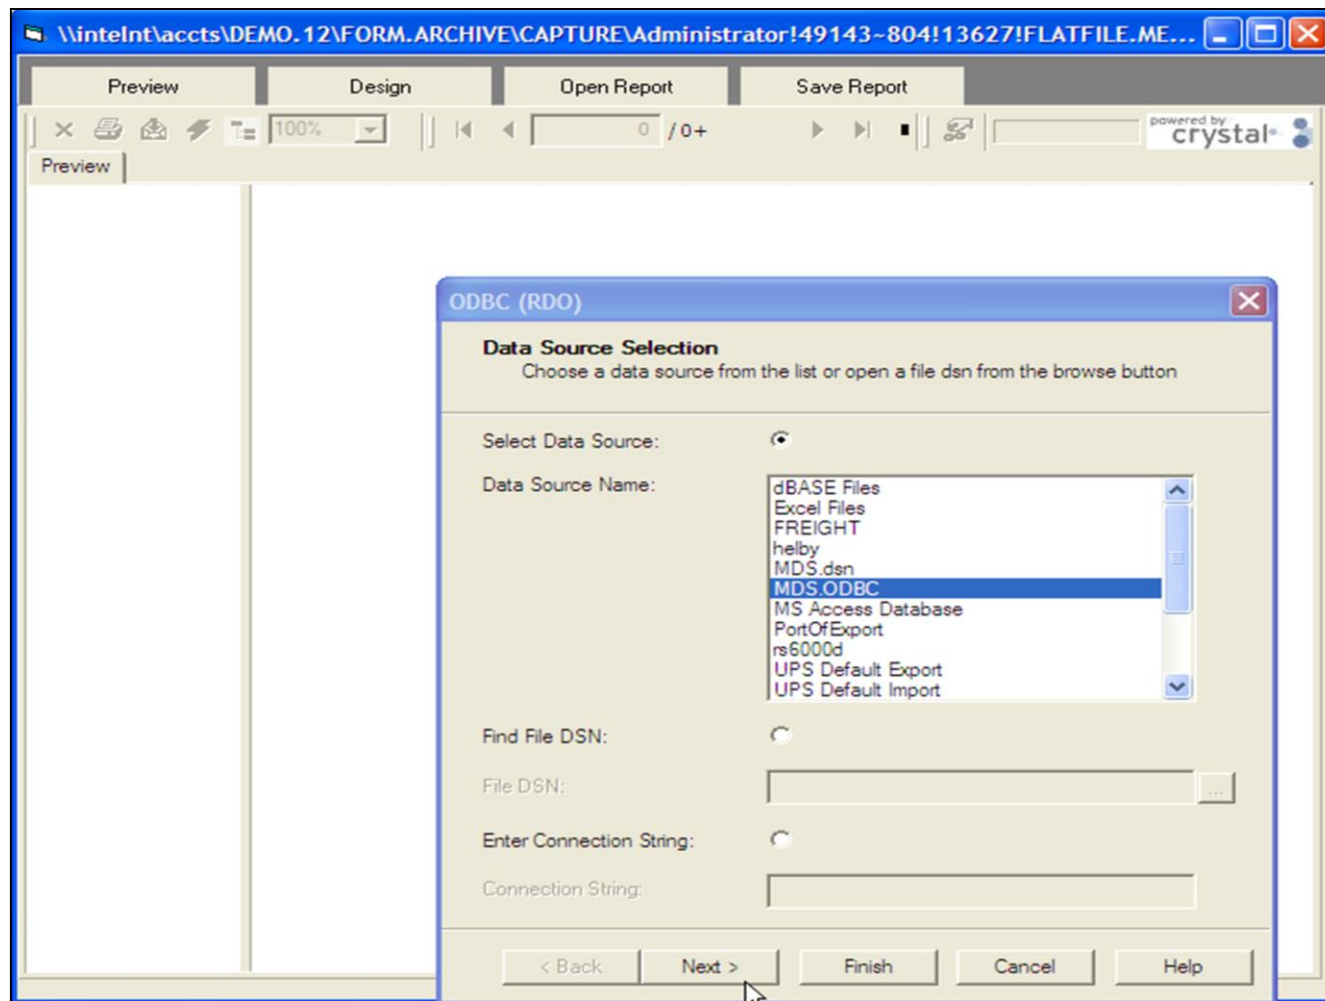 \\intelnt\accts\DEMO.12\FORM.ARCHIVE\CAPTURE\Administrator!49143~804!13627!FLATFILE.ME...
Preview Design Open Report Save Report
100% 0 / 0+ powered by crystal
Preview
ODBC (RDO)
Data Source Selection
Choose a data source from the list or open a file dsn from the browse button
Select Data Source:
Data Source Name:
dBASE Files
Excel Files
FREIGHT
helby
MDS.dsn
MDS.ODBC
MS Access Database
PortOfExport
rs6000d
UPS Default Export
UPS Default Import
Find File DSN:
File DSN: ...
Enter Connection String:
Connection String:
< Back Next > Finish Cancel Help